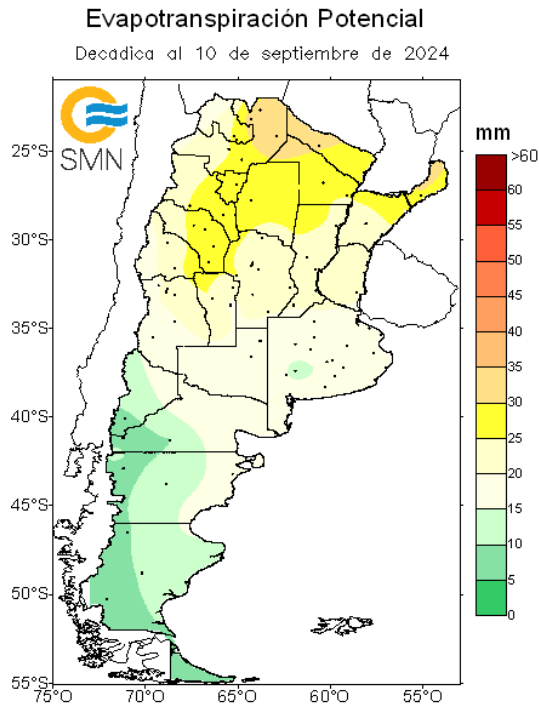 Evapotranspiración Potencial
Decadica al 10 de septiembre de 2024
SMN
mm
>60
60
55
50
45
40
35
30
25
20
15
10
5
0
25°S
30°S
35°S
40°S
45°S
50°S
55°S
75°O 70°O 65°O 60°O 55°O